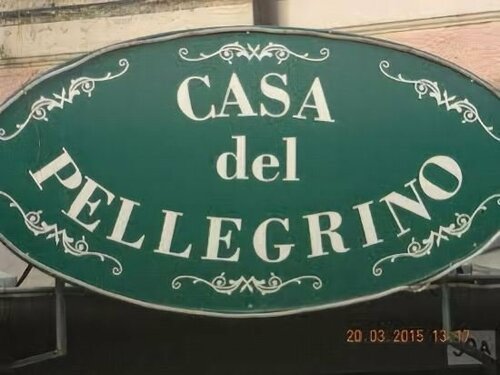 CASA
del
PELLEGRINO
20.03.2015 13:17